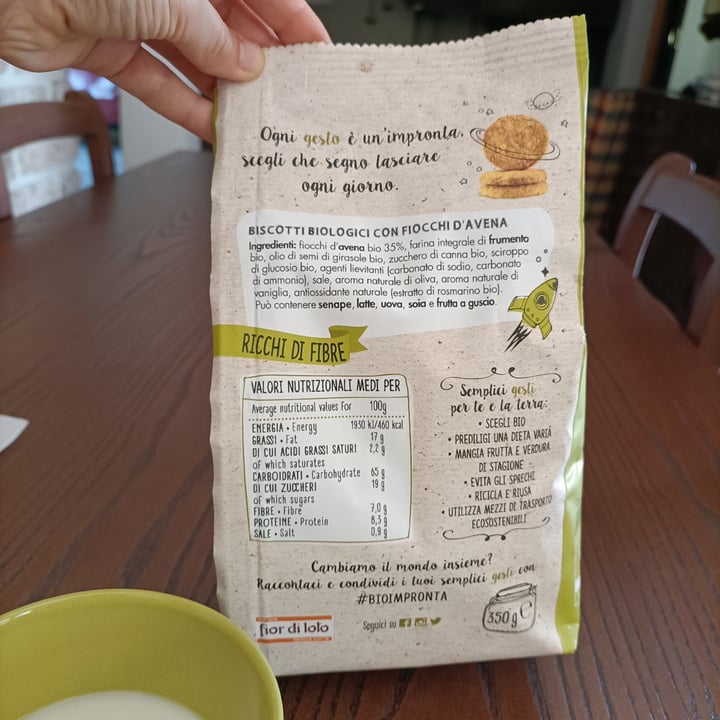 Ogni gesto è un'impronta,
scegli che segno lasciare
ogni giorno.
BISCOTTI BIOLOGICI CON FIOCCHI D'AVENA
Ingredienti: fiocchi d'avena bio 35%, farina integrale di frumento
bio, olio di semi di girasole bio, zucchero di canna bio, sciroppo
di glucosio bio, agenti lievitanti (carbonato di sodio, carbonato
di ammonio), sale, aroma naturale di oliva, aroma naturale di
vaniglia, antiossidante naturale (estratto di rosmarino bio).
Può contenere senape, latte, uova, soia e frutta a guscio.
RICCHI DI FIBRE
VALORI NUTRIZIONALI MEDI PER
Average nutritional values for 100g
ENERGIA • Energy 1930 kJ/460 kcal
GRASSI • Fat 17 g
DI CUI ACIDI GRASSI SATURI 2,2 g
of which saturates
CARBOIDRATI • Carbohydrate 65 g
DI CUI ZUCCHERI 19 g
of which sugars
FIBRE • Fibre 7,0 g
PROTEINE • Protein 8,5 g
SALE • Salt 0,9 g
Semplici gesti
per te e la terra:
• SCEGLI BIO
• PREDILIGI UNA DIETA VARIA
• MANGIA FRUTTA E VERDURA
DI STAGIONE
• EVITA GLI SPRECHI
• RICICLA E RIUSA
• UTILIZZA MEZZI DI TRASPORTO
ECOSOSTENIBILI
Cambiamo il mondo insieme?
Raccontaci e condividi i tuoi semplici gesti con
#BIOIMPRONTA
fior di loto
Seguici su
350 g e